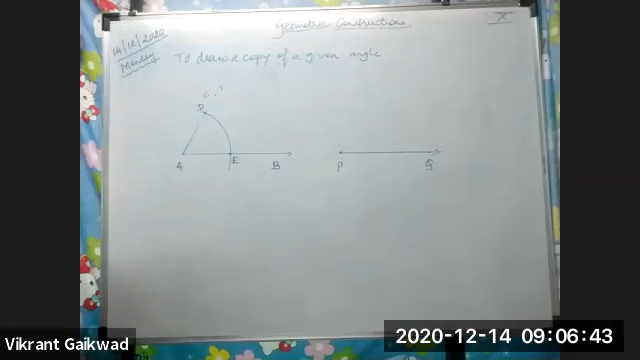 Geometric Constructions
X
14/12/2020
Monday
To draw a copy of a given angle
C
D
A
E
B
P
Q
Vikrant Gaikwad
2020-12-14 09:06:43